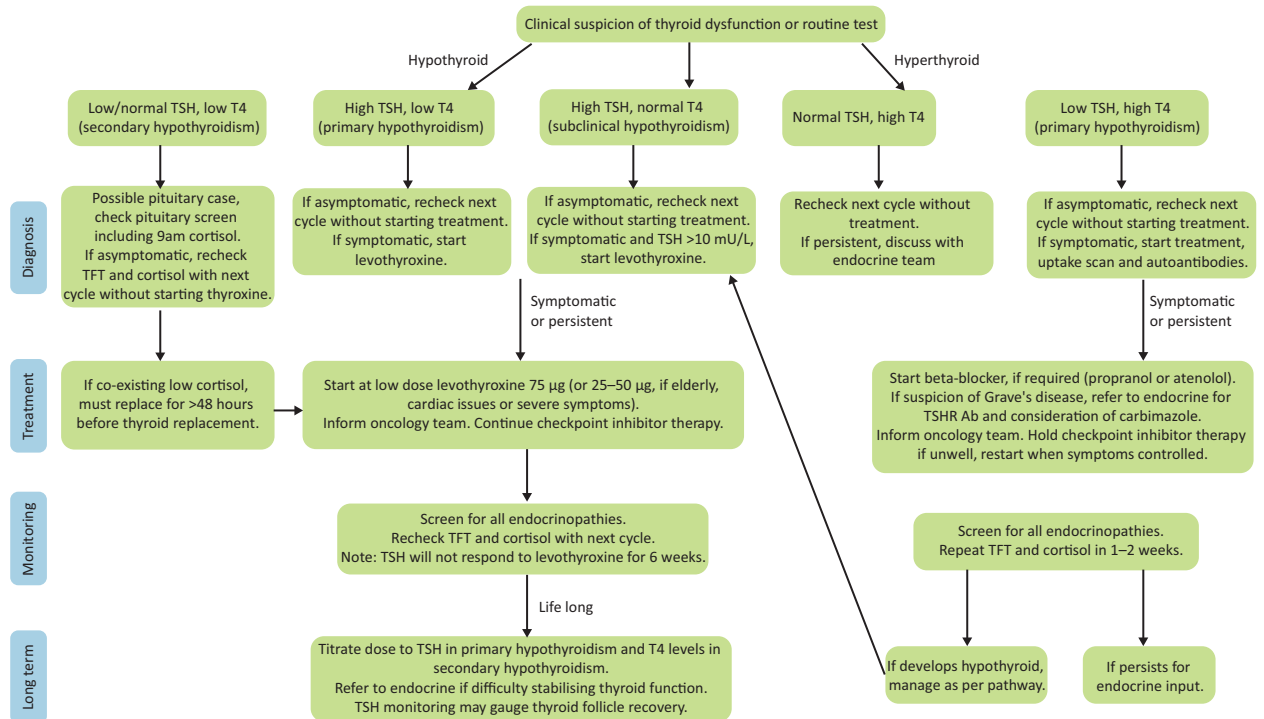 Clinical suspicion of thyroid dysfunction or routine test
Hypothyroid
Hyperthyroid
Low/normal TSH, low T4
(secondary hypothyroidism)
High TSH, low T4
(primary hypothyroidism)
High TSH, normal T4
(subclinical hypothyroidism)
Normal TSH, high T4
Low TSH, high T4
(primary hypothyroidism)
Diagnosis
Possible pituitary case,
check pituitary screen
including 9am cortisol.
If asymptomatic, recheck
TFT and cortisol with next
cycle without starting thyroxine.
If asymptomatic, recheck next
cycle without starting treatment.
If symptomatic, start
levothyroxine.
If asymptomatic, recheck next
cycle without starting treatment.
If symptomatic and TSH >10 mU/L,
start levothyroxine.
Recheck next cycle without
treatment.
If persistent, discuss with
endocrine team
If asymptomatic, recheck next
cycle without starting treatment.
If symptomatic, start treatment,
uptake scan and autoantibodies.
Symptomatic
or persistent
Symptomatic
or persistent
Treatment
If co-existing low cortisol,
must replace for >48 hours
before thyroid replacement.
Start at low dose levothyroxine 75 µg (or 25–50 µg, if elderly,
cardiac issues or severe symptoms).
Inform oncology team. Continue checkpoint inhibitor therapy.
Start beta-blocker, if required (propranol or atenolol).
If suspicion of Grave's disease, refer to endocrine for
TSHR Ab and consideration of carbimazole.
Inform oncology team. Hold checkpoint inhibitor therapy
if unwell, restart when symptoms controlled.
Monitoring
Screen for all endocrinopathies.
Recheck TFT and cortisol with next cycle.
Note: TSH will not respond to levothyroxine for 6 weeks.
Screen for all endocrinopathies.
Repeat TFT and cortisol in 1–2 weeks.
Life long
Long term
Titrate dose to TSH in primary hypothyroidism and T4 levels in
secondary hypothyroidism.
Refer to endocrine if difficulty stabilising thyroid function.
TSH monitoring may gauge thyroid follicle recovery.
If develops hypothyroid,
manage as per pathway.
If persists for
endocrine input.